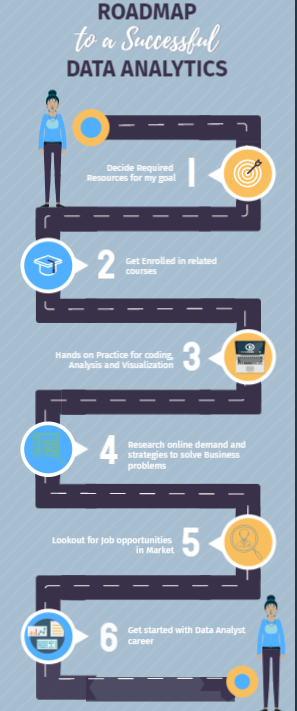 ROADMAP
to a Successful
DATA ANALYTICS
1
Decide Required
Resources for my goal
2
Get Enrolled in related
courses
3
Hands on Practice for coding,
Analysis and Visualization
4
Research online demand and
strategies to solve Business
problems
5
Lookout for Job opportunities
in Market
6
Get started with Data Analyst
career